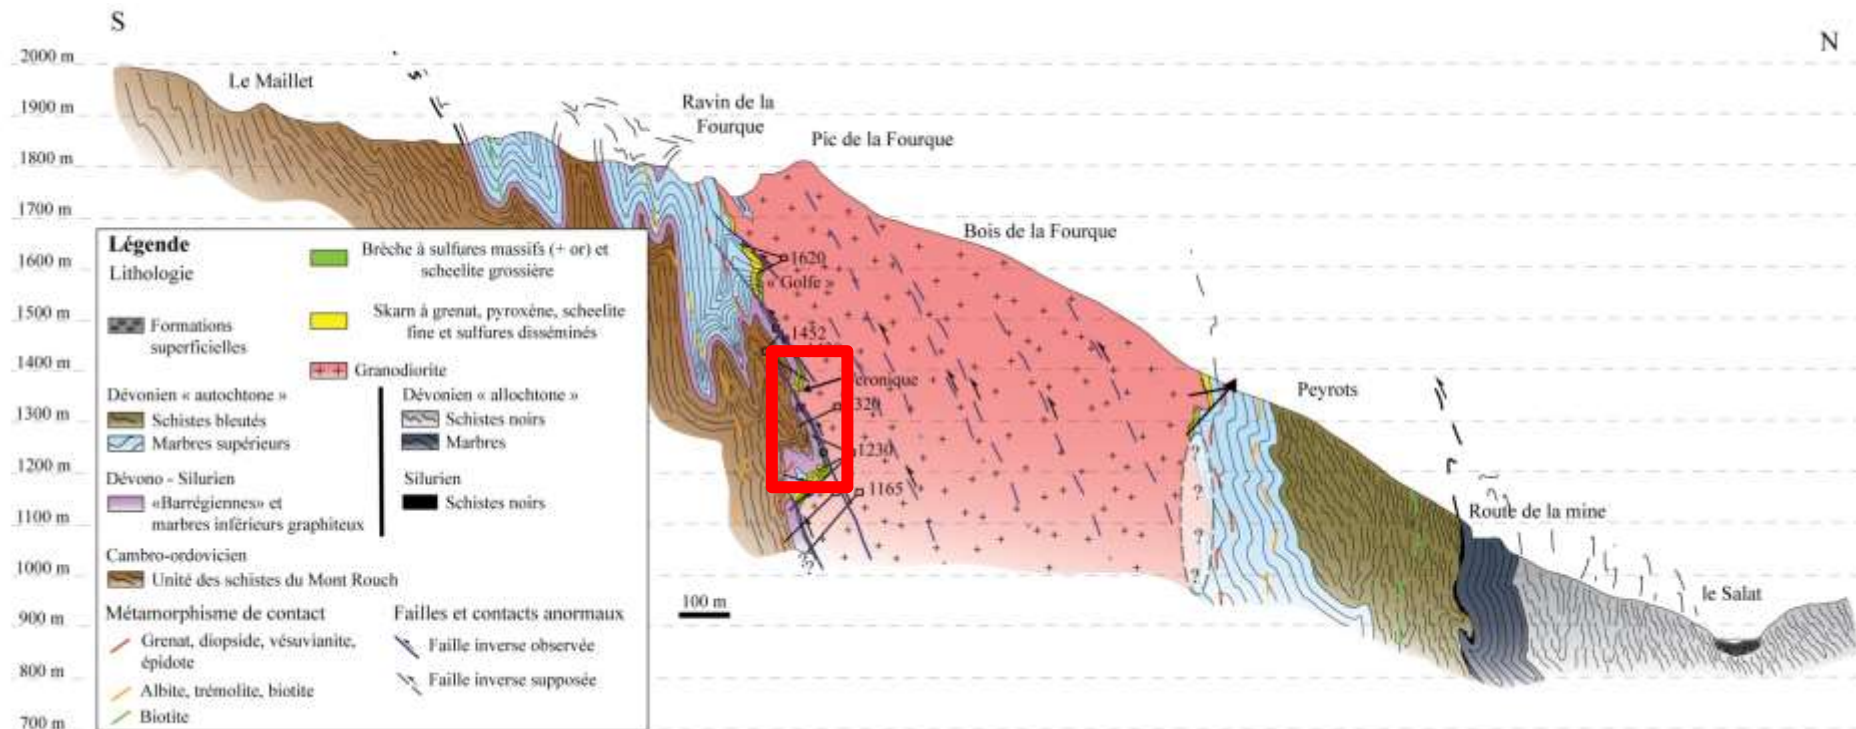 S
N
2000 m
1900 m
1800 m
1700 m
1600 m
1500 m
1400 m
1300 m
1200 m
1100 m
1000 m
900 m
800 m
700 m
Le Maillet
Ravin de la
Fourque
Pic de la Fourque
Bois de la Fourque
Peyrots
Route de la mine
le Salat
1620
« Golfe »
1452
eronique
320
1230
1165
?
?
?
?
100 m
Légende
Lithologie
Formations
superficielles
Brèche à sulfures massifs (+ or) et
scheelite grossière
Skarn à grenat, pyroxène, scheelite
fine et sulfures disséminés
Granodiorite
Dévonien « autochtone »
Schistes bleutés
Marbres supérieurs
Dévono - Silurien
«Barrégiennes» et
marbres inférieurs graphiteux
Dévonien « allochtone »
Schistes noirs
Marbres
Silurien
Schistes noirs
Cambro-ordovicien
Unité des schistes du Mont Rouch
Métamorphisme de contact
Grenat, diopside, vésuvianite,
épidote
Albite, trémolite, biotite
Biotite
Failles et contacts anormaux
Faille inverse observée
Faille inverse supposée